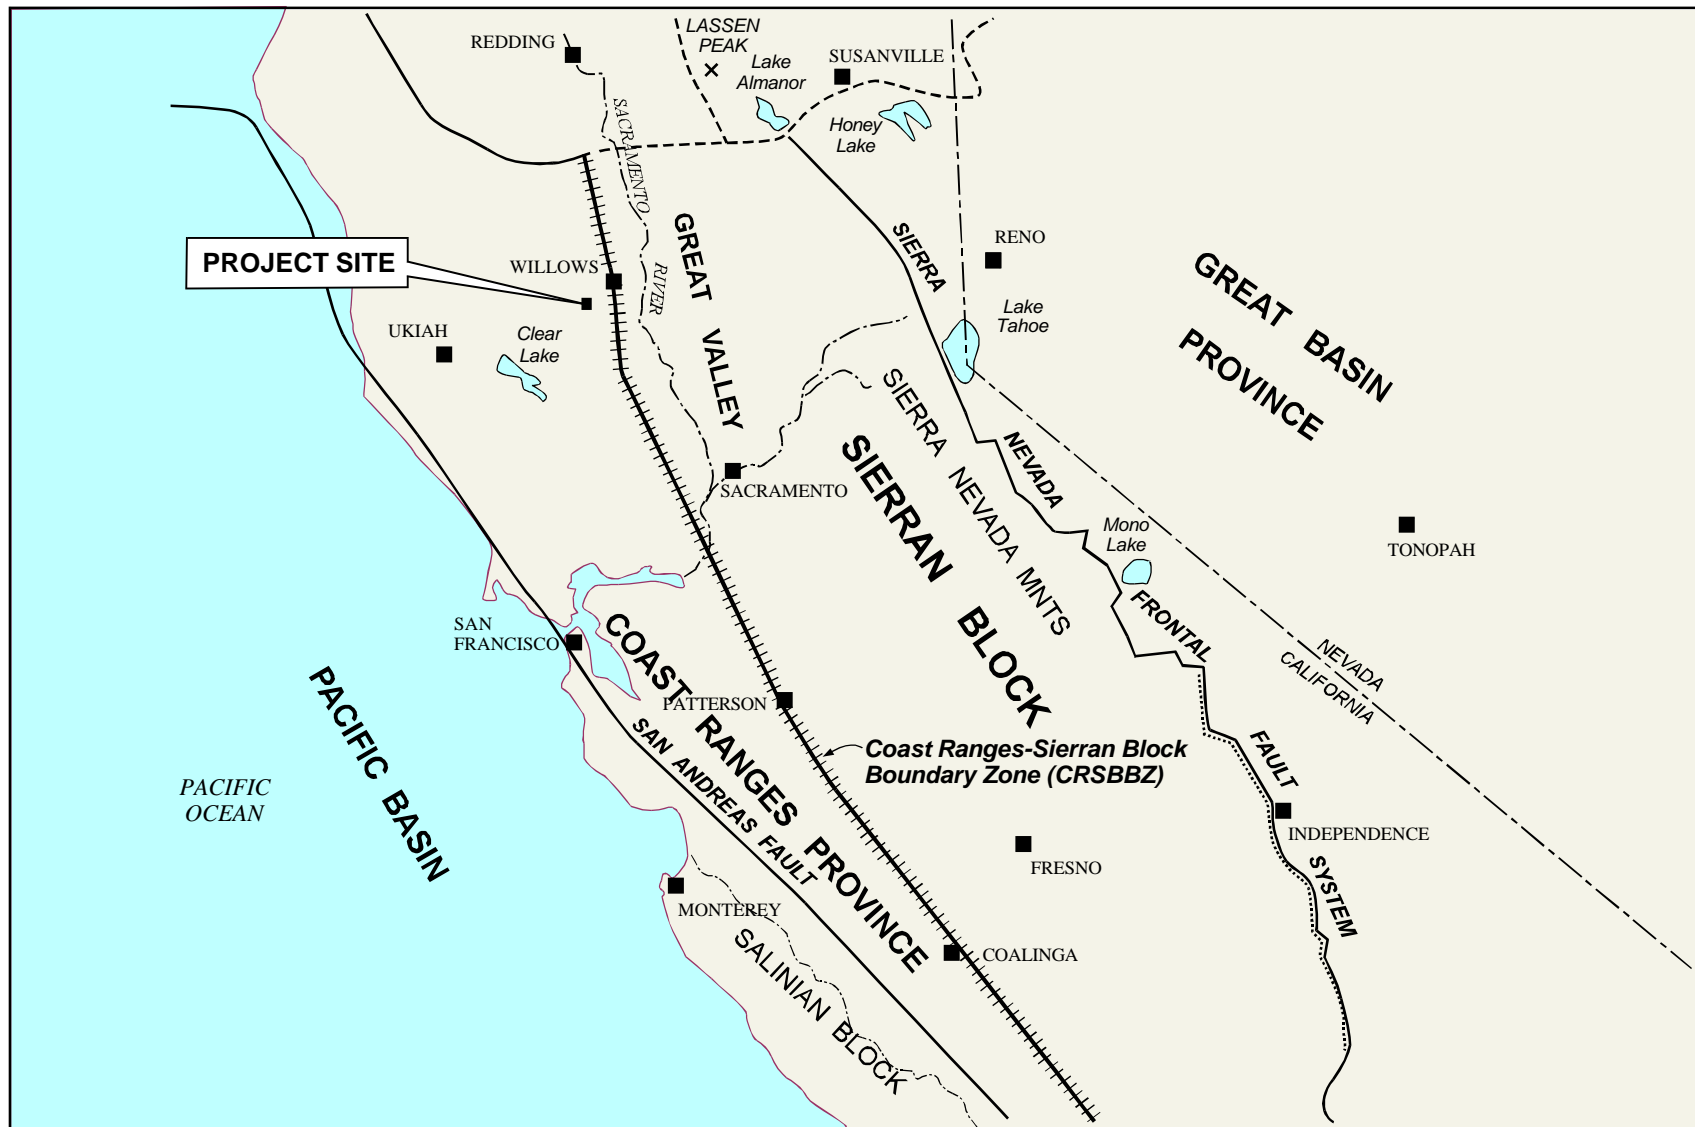 REDDING
LASSEN
PEAK
Lake
Almanor
SUSANVILLE
Honey
Lake
SACRAMENTO
RIVER
PROJECT SITE
WILLOWS
GREAT VALLEY
UKIAH
Clear
Lake
SIERRA
NEVADA
FRONTAL
FAULT
SYSTEM
RENO
Lake
Tahoe
GREAT BASIN
PROVINCE
SIERRA NEVADA MNTS
SACRAMENTO
SIERRAN BLOCK
Mono
Lake
TONOPAH
NEVADA
CALIFORNIA
SAN
FRANCISCO
COAST RANGES PROVINCE
PATTERSON
SAN ANDREAS FAULT
PACIFIC BASIN
PACIFIC
OCEAN
Coast Ranges-Sierran Block
Boundary Zone (CRSBBZ)
INDEPENDENCE
FRESNO
MONTEREY
SALINIAN BLOCK
COALINGA